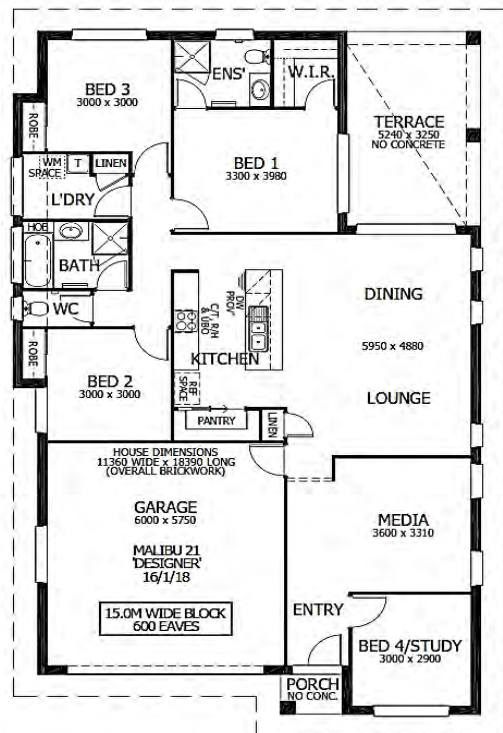 BED 3
3000 x 3000
ENS'
W.I.R.
TERRACE
5240 x 3250
NO CONCRETE
ROBE
WM
SPACE
T
LINEN
L'DRY
BED 1
3300 x 3980
HOB
BATH
WC
ROBE
BED 2
3000 x 3000
C/T, R/H
& UBO
DW
PROV'
KITCHEN
REF
SPACE
PANTRY
LINEN
DINING
5950 x 4880
LOUNGE
HOUSE DIMENSIONS
11360 WIDE x 18390 LONG
(OVERALL BRICKWORK)
GARAGE
6000 x 5750
MALIBU 21
'DESIGNER'
16/1/18
15.0M WIDE BLOCK
600 EAVES
MEDIA
3600 x 3310
ENTRY
BED 4/STUDY
3000 x 2900
PORCH
NO CONC.